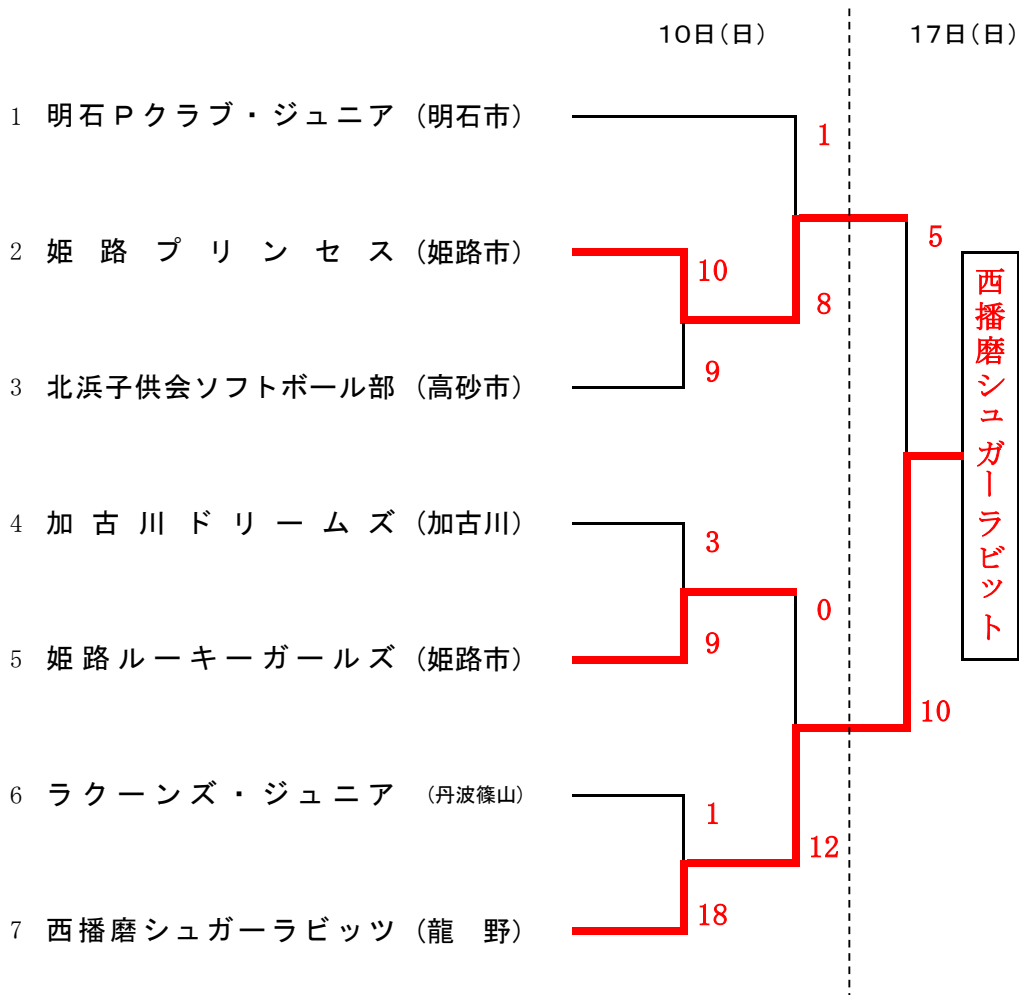 10日(日)
17日(日)
1 明石Pクラブ・ジュニア (明石市)
1
2 姫路プリンセス (姫路市)
5
10
8
3 北浜子供会ソフトボール部 (高砂市)
9
西播磨シュガーラビット
4 加古川ドリームズ (加古川)
3
0
5 姫路ルーキーガールズ (姫路市)
9
10
6 ラクーンズ・ジュニア (丹波篠山)
1
12
7 西播磨シュガーラビッツ (龍 野)
18